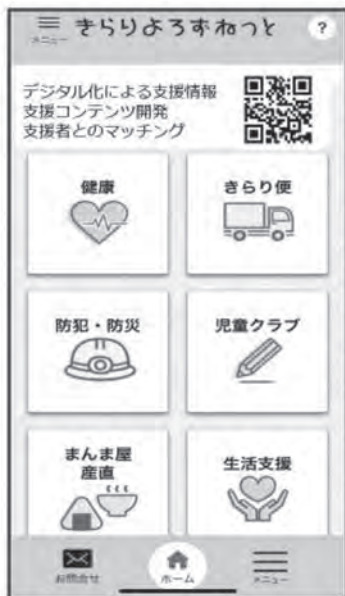 きらりよろずねっと
?
メニュー
デジタル化による支援情報
支援コンテンツ開発
支援者とのマッチング
健康
きらり便
防犯・防災
児童クラブ
まんま屋
産直
生活支援
お問合せ
ホーム
メニュー